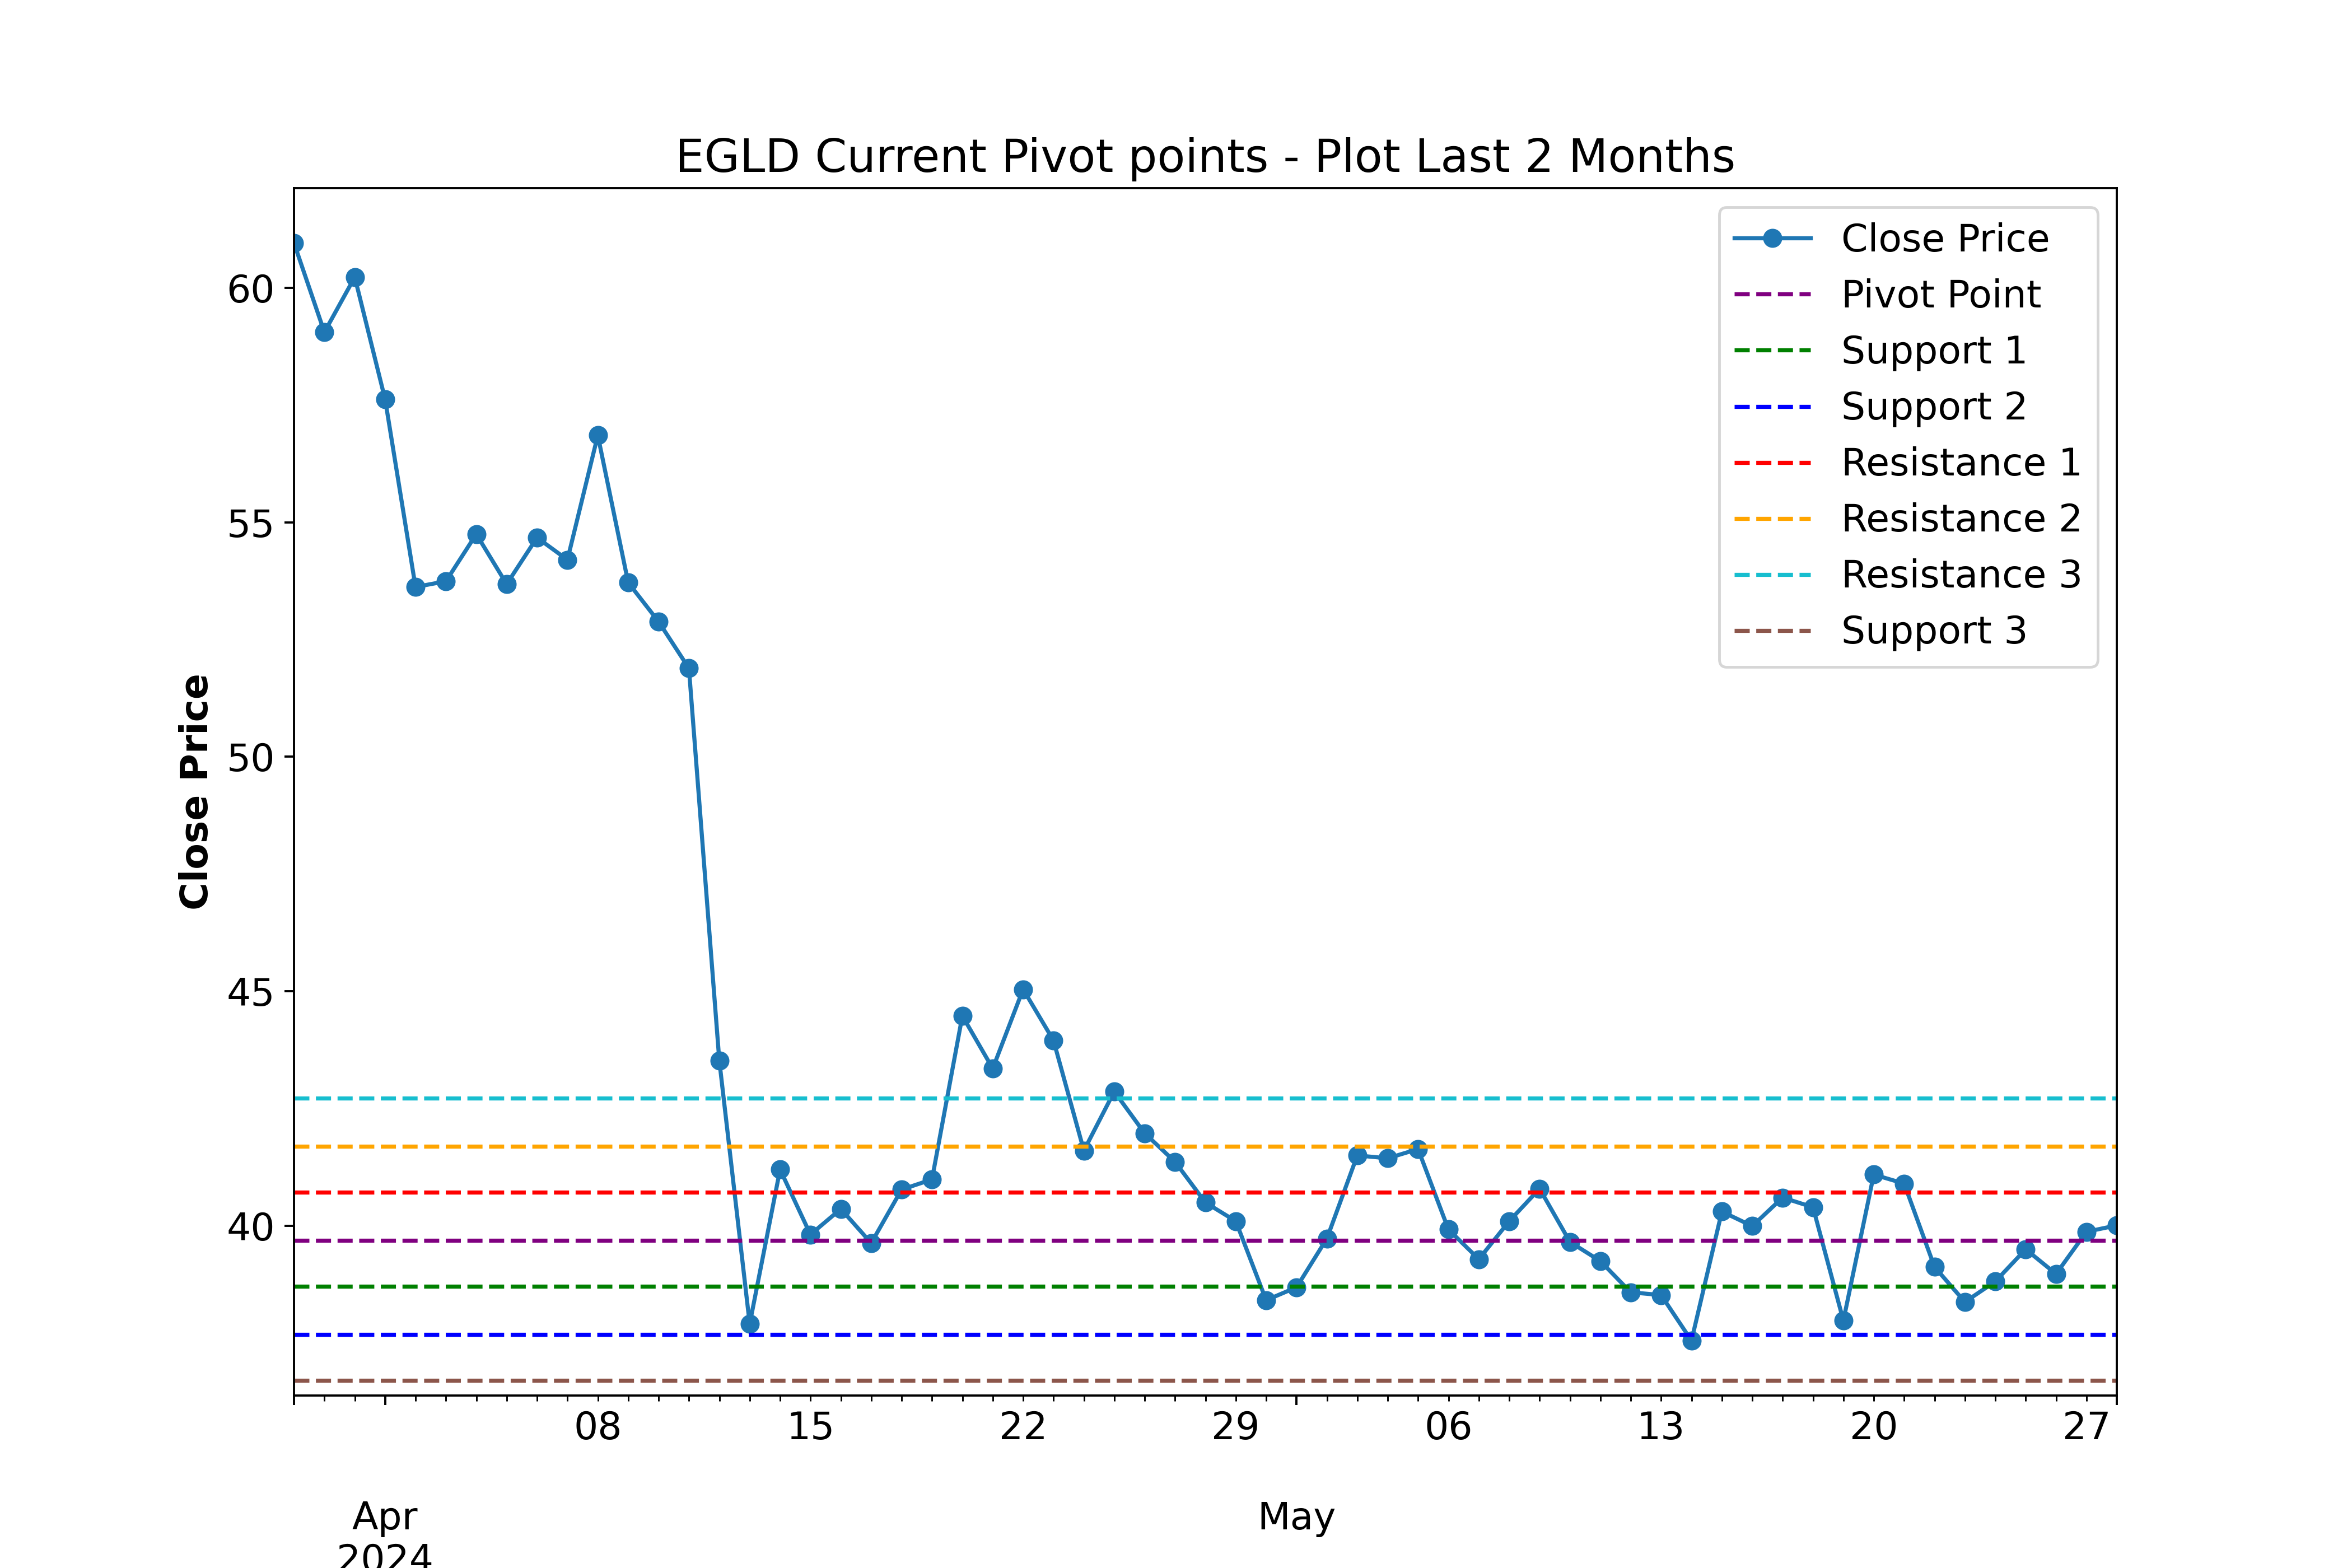 EGLD Current Pivot points - Plot Last 2 Months
Close Price
Pivot Point
Support 1
Support 2
Resistance 1
Resistance 2
Resistance 3
Support 3
Close Price
60
55
50
45
40
08 15 22 29 06 13 20 27
Apr May
2024